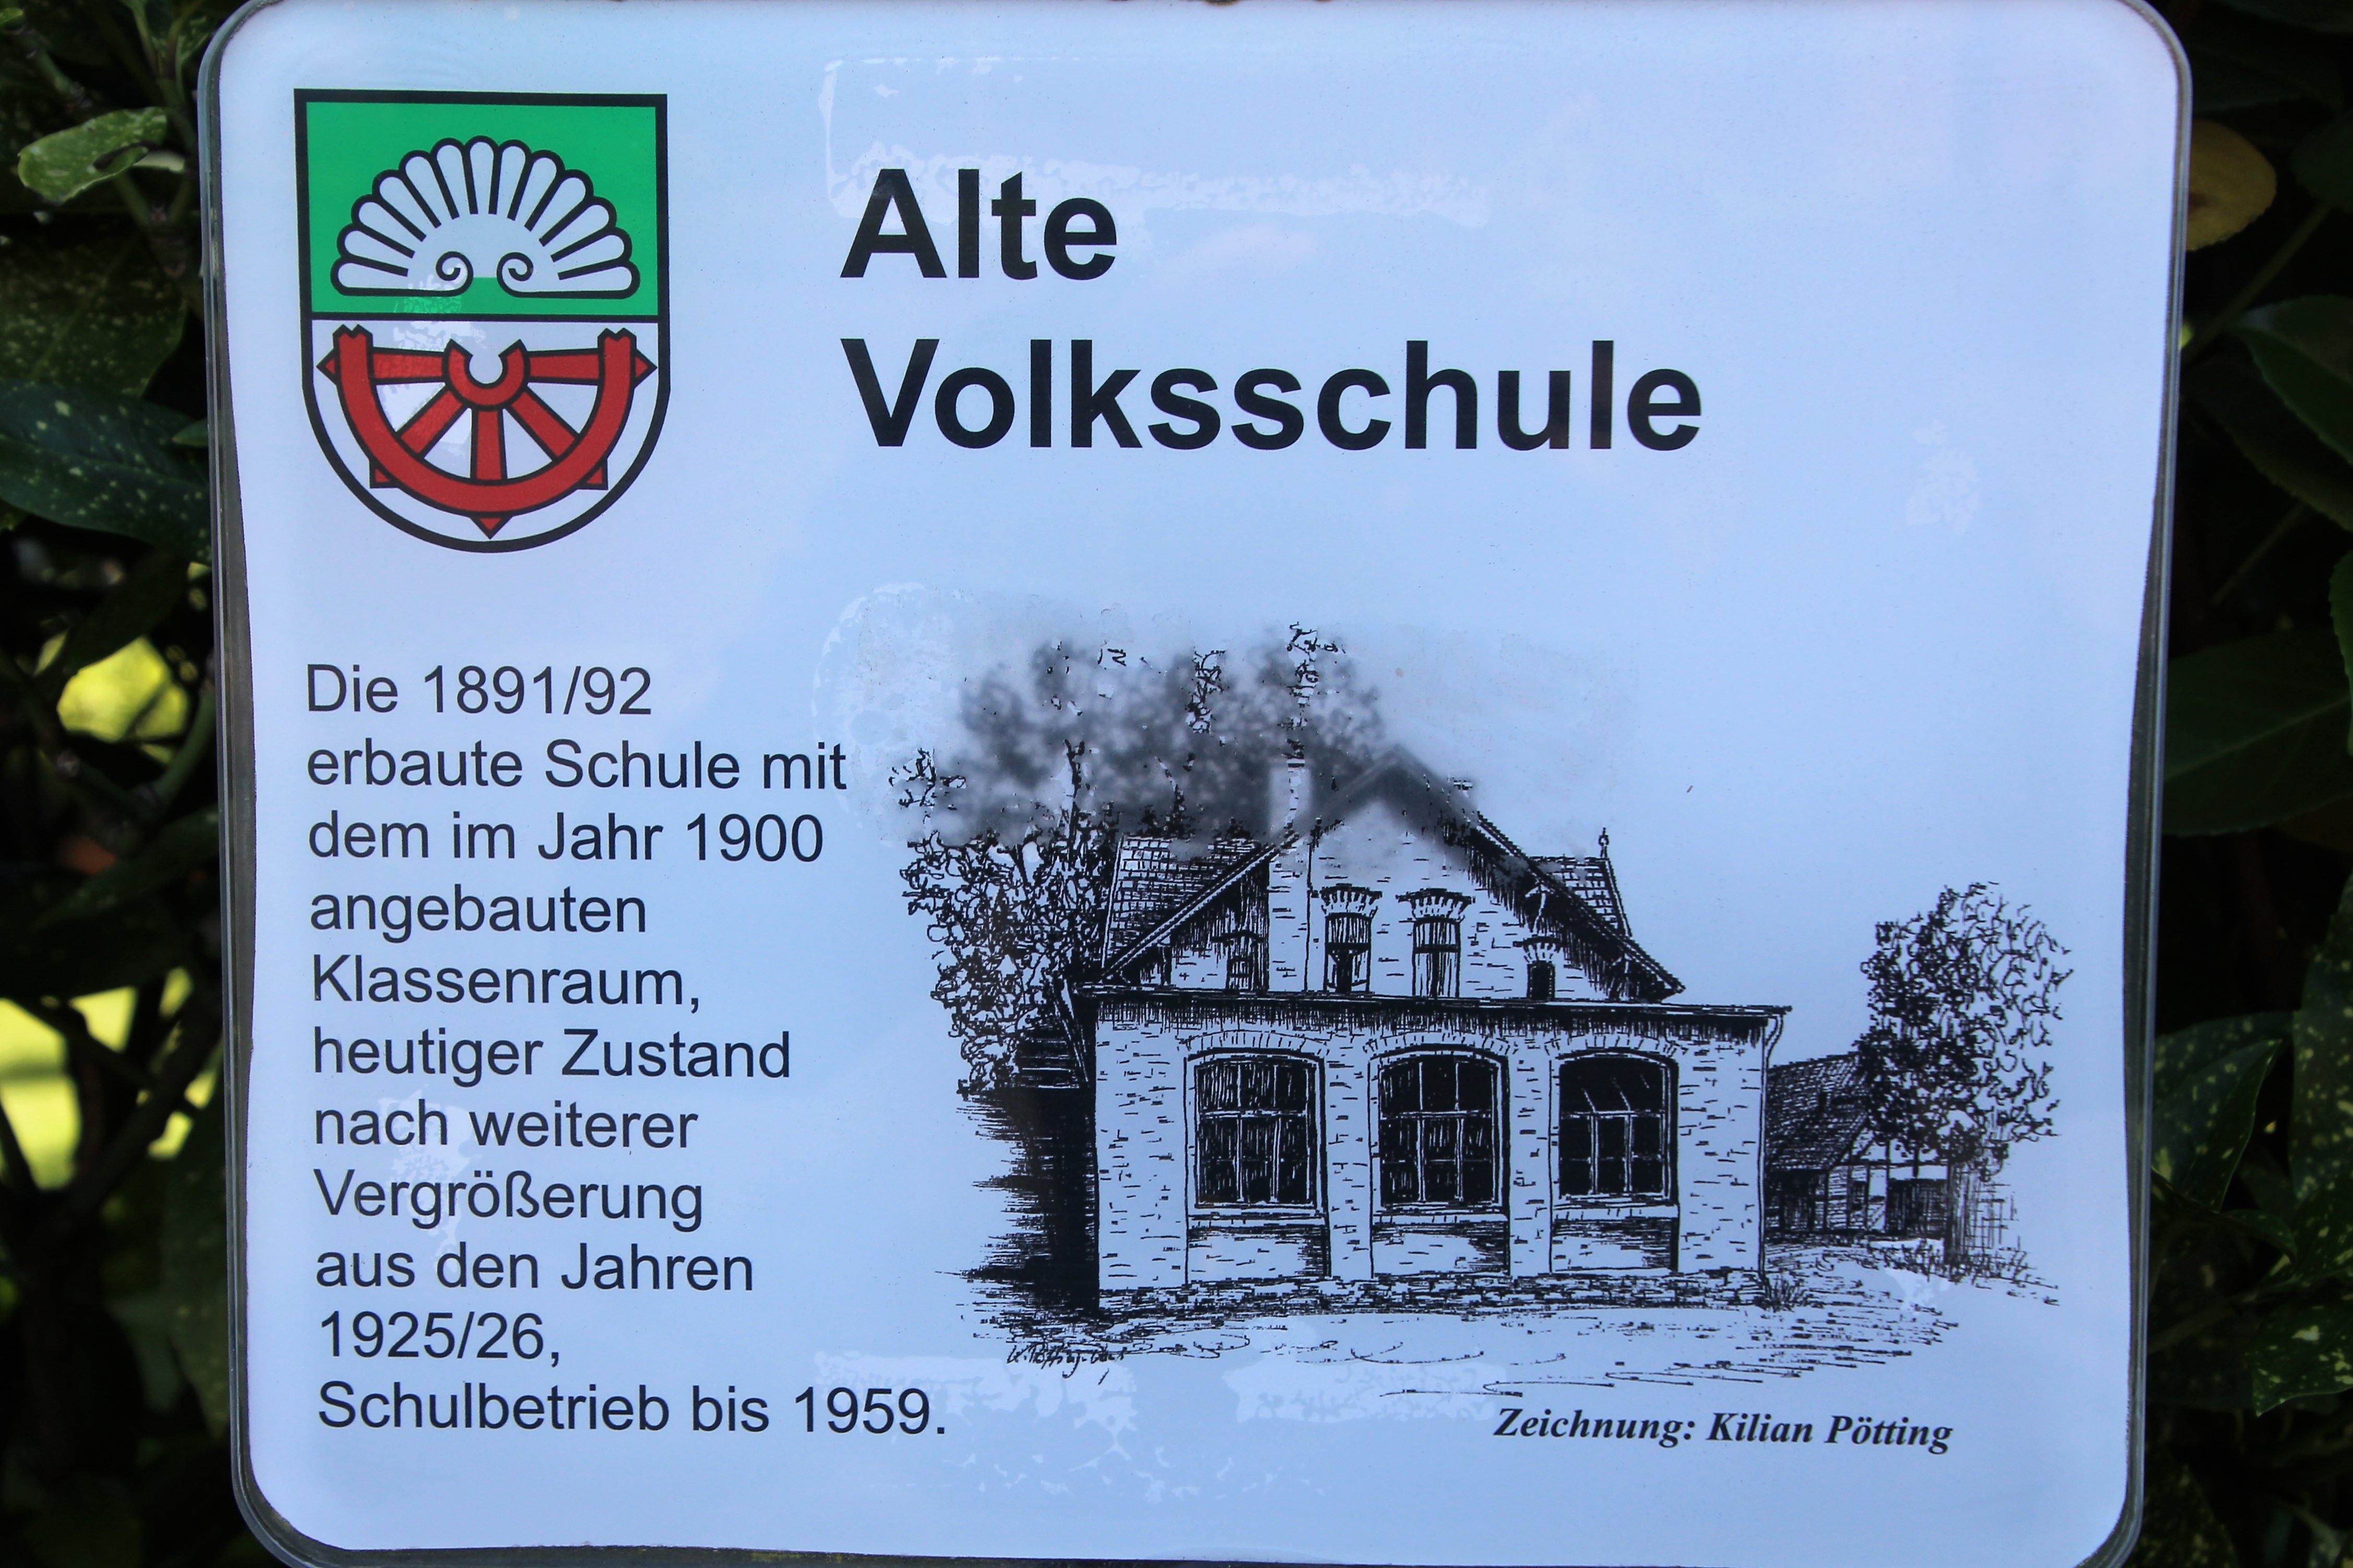 Alte
Volksschule
Die 1891/92
erbaute Schule mit
dem im Jahr 1900
angebauten
Klassenraum,
heutiger Zustand
nach weiterer
Vergrößerung
aus den Jahren
1925/26,
Schulbetrieb bis 1959.
Zeichnung: Kilian Pötting